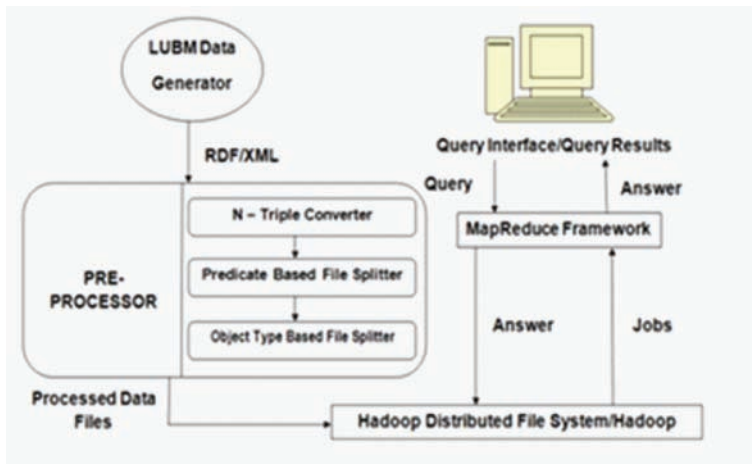 LUBM Data
Generator
RDF/XML
PRE-
PROCESSOR
N – Triple Converter
Predicate Based File Splitter
Object Type Based File Splitter
Processed Data
Files
Query Interface/Query Results
Query
Answer
MapReduce Framework
Answer
Jobs
Hadoop Distributed File System/Hadoop